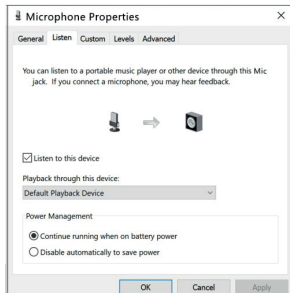 Microphone Properties
General Listen Custom Levels Advanced
You can listen to a portable music player or other device through this Mic
jack. If you connect a microphone, you may hear feedback.
Listen to this device
Playback through this device:
Default Playback Device
Power Management
Continue running when on battery power
Disable automatically to save power
OK Cancel Apply